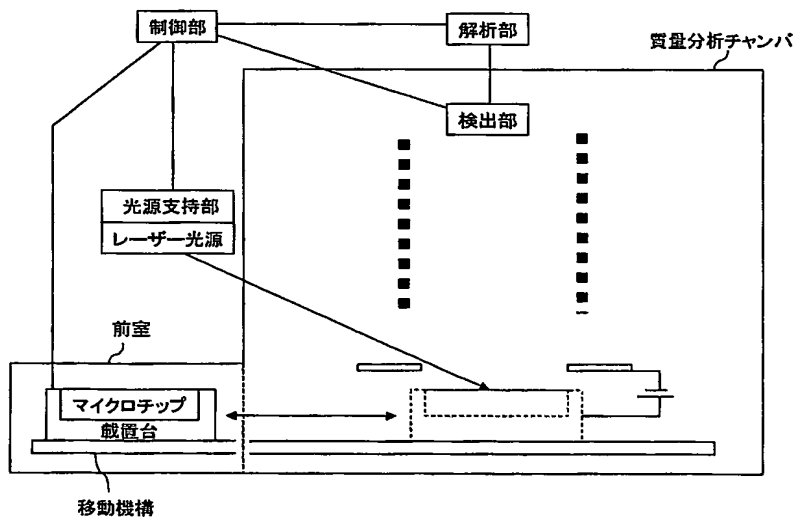 制御部
解析部
質量分析チャンバ
検出部
光源支持部
レーザー光源
前室
マイクロチップ
載置台
移動機構